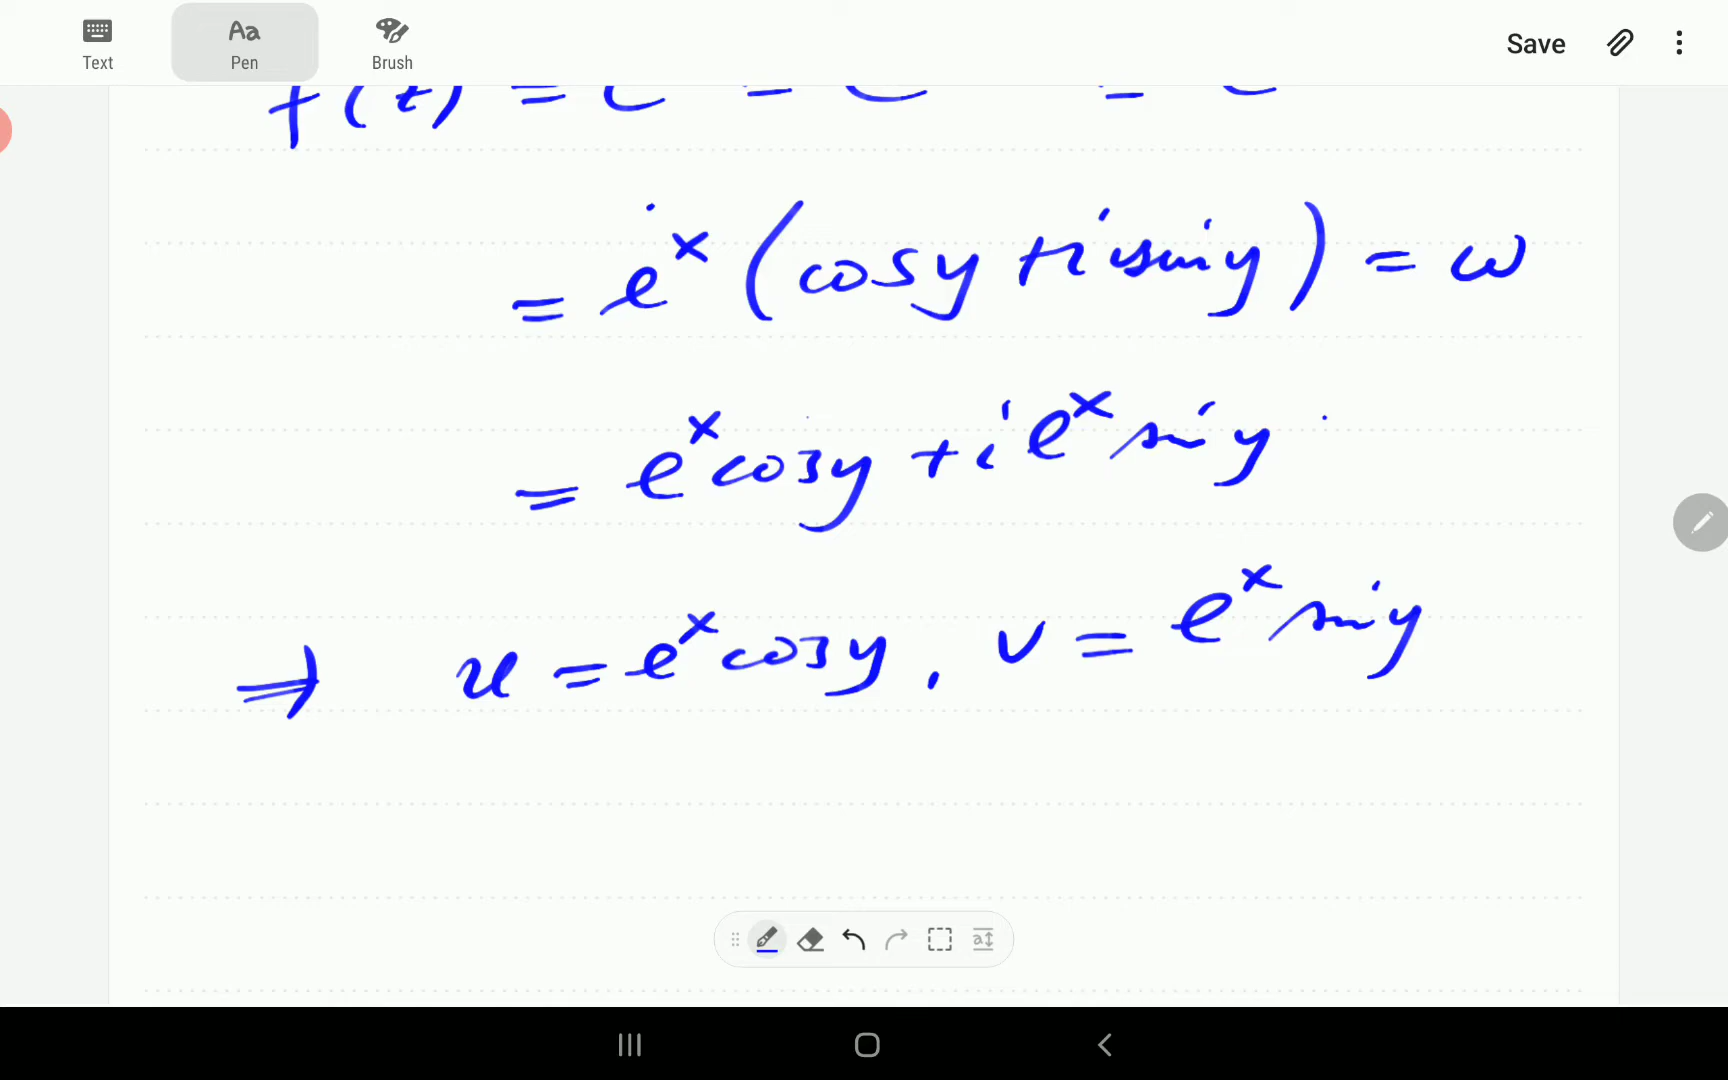 Text Pen Brush Save
f(z) = e = e = e
= e^x (cos y + i sin y) = w
= e^x cos y + i e^x sin y
⇒ u = e^x cos y , v = e^x sin y